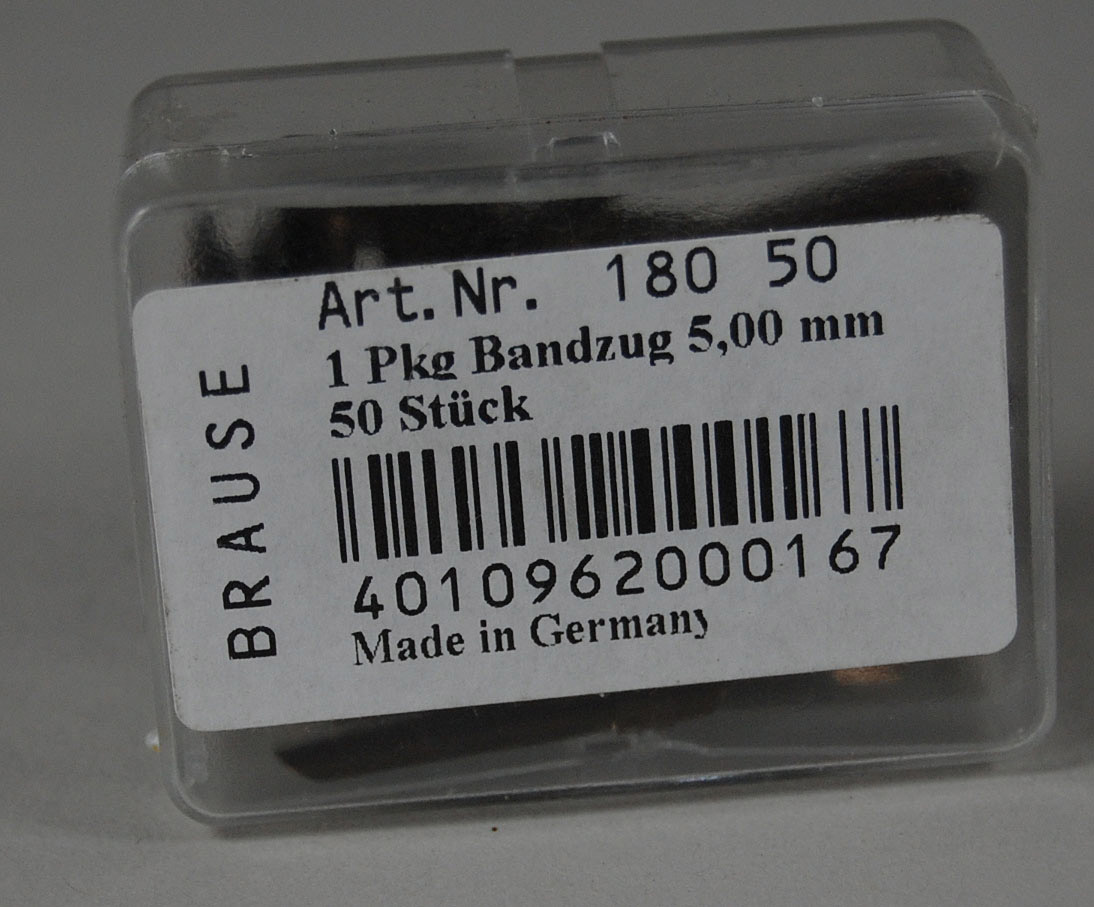 BRAUSE
Art.Nr. 180 50
1 Pkg Bandzug 5,00 mm
50 Stück
4010962000167
Made in Germany